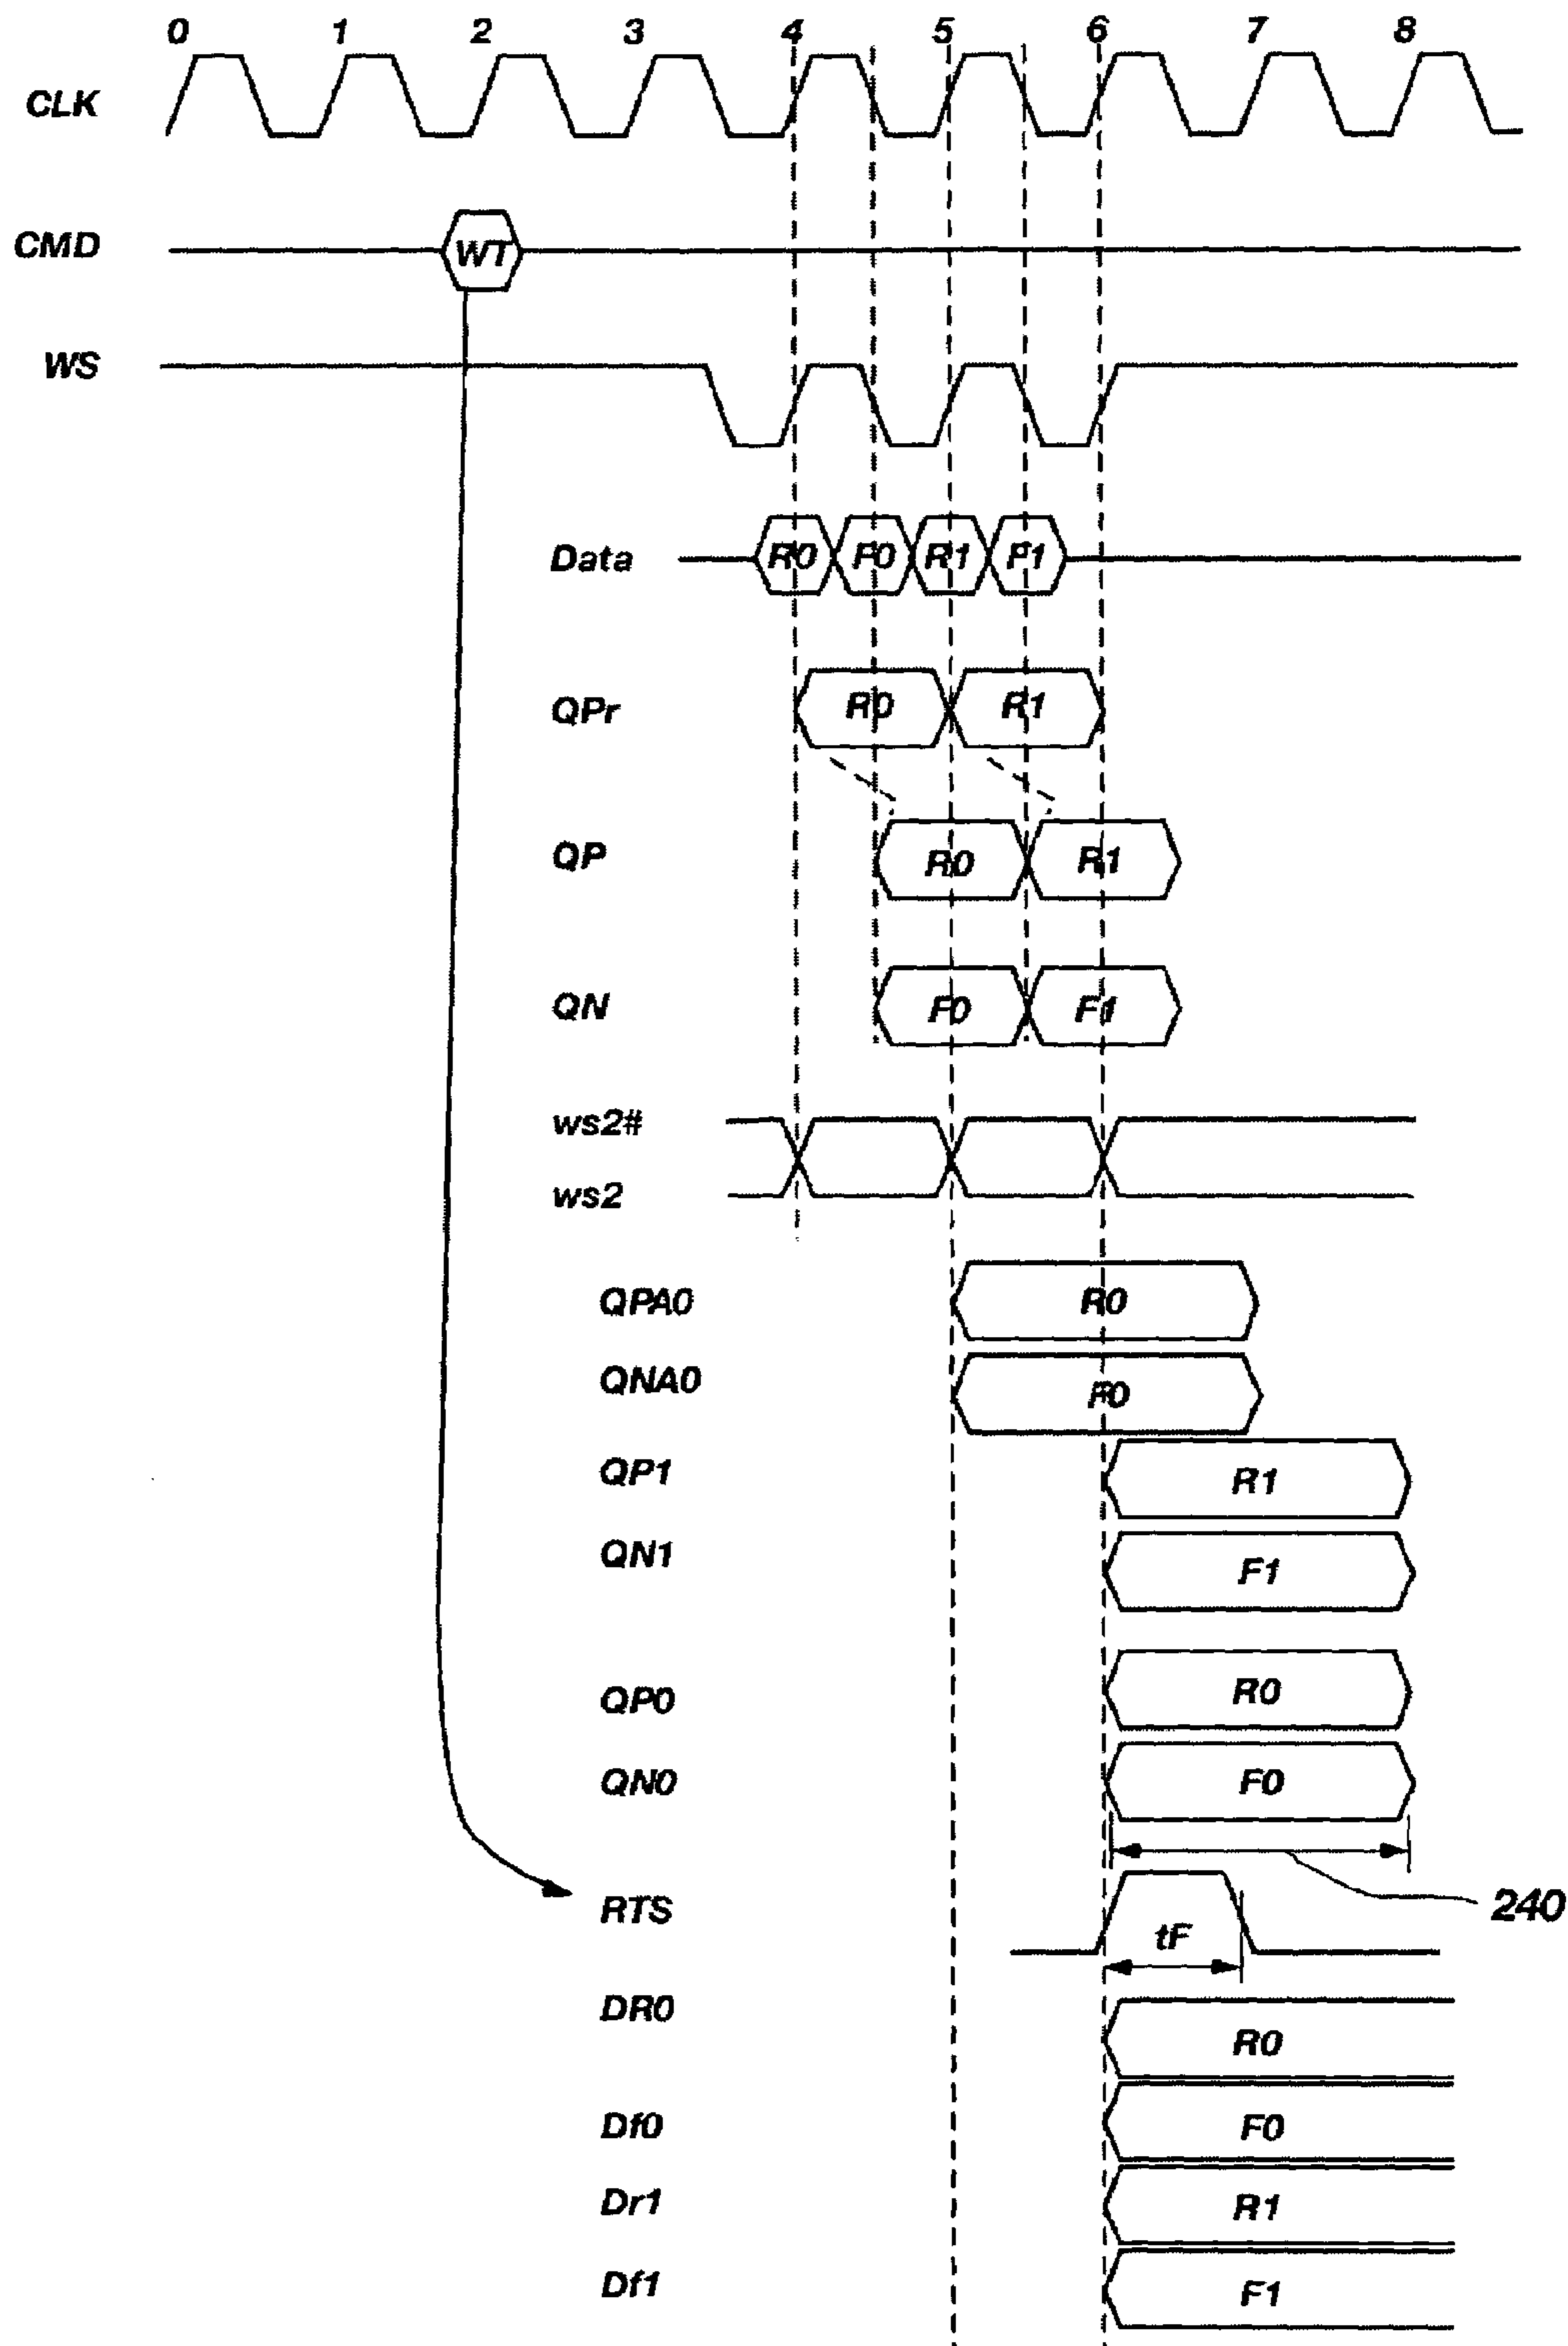 0 1 2 3 4 5 6 7 8
CLK
CMD WT
WS
Data R0 F0 R1 F1
QPr R0 R1
QP R0 R1
QN F0 F1
ws2#
ws2
QPA0 R0
QNA0 F0
QP1 R1
QN1 F1
QP0 R0
QN0 F0
240
RTS tF
DR0 R0
Df0 F0
Dr1 R1
Df1 F1